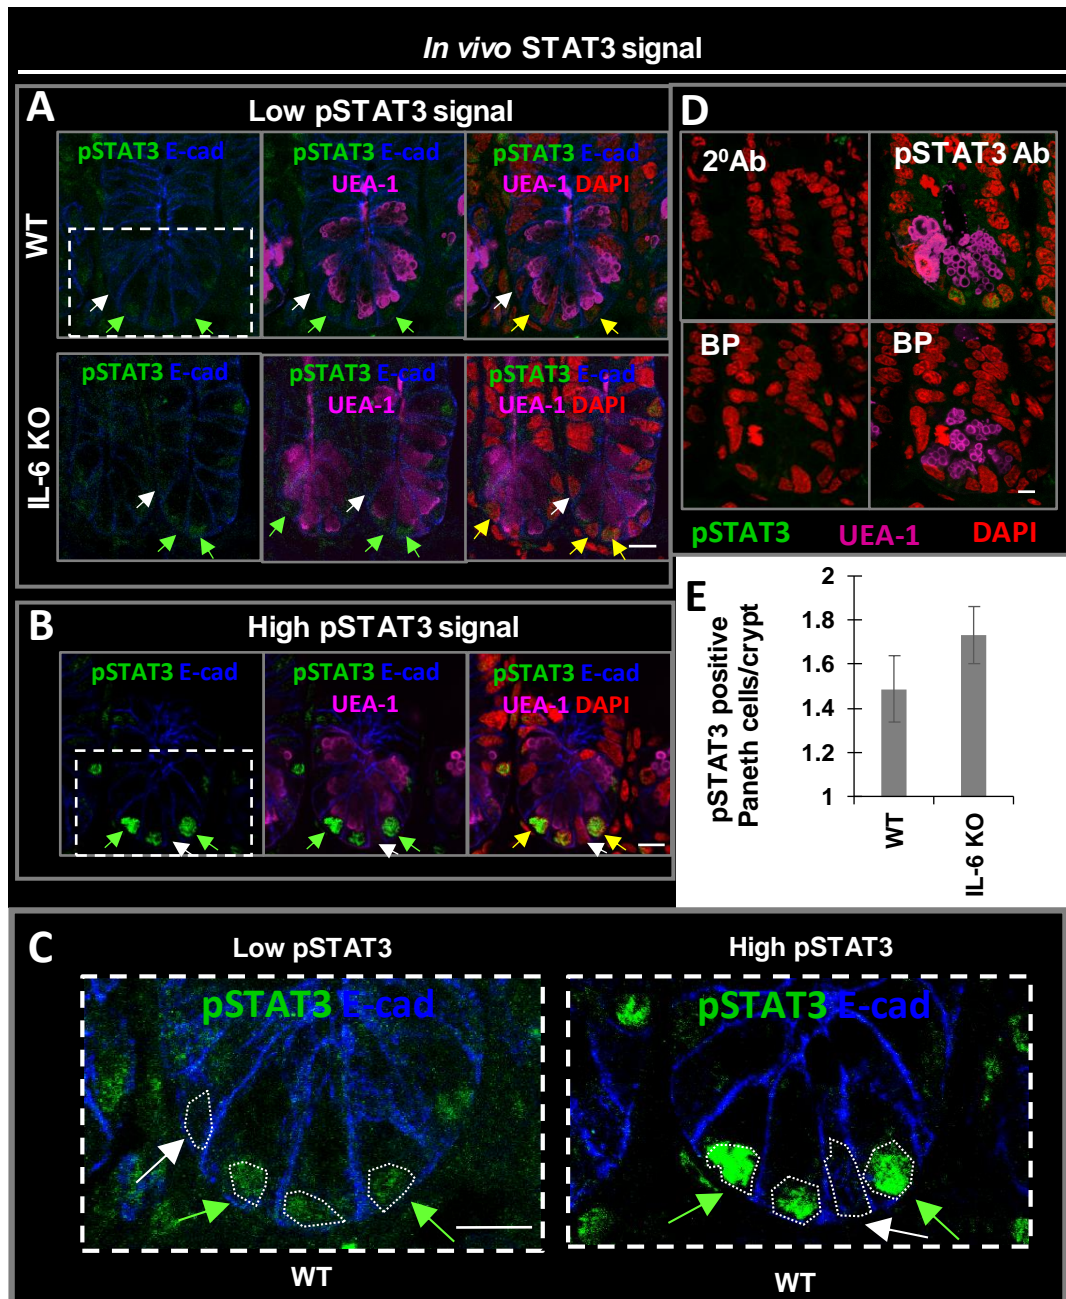 In vivo STAT3 signal
A
Low pSTAT3 signal
WT
pSTAT3 E-cad
pSTAT3 E-cad
UEA-1
pSTAT3 E-cad
UEA-1 DAPI
IL-6 KO
pSTAT3 E-cad
pSTAT3 E-cad
UEA-1
pSTAT3 E-cad
UEA-1 DAPI
B
High pSTAT3 signal
pSTAT3 E-cad
pSTAT3 E-cad
UEA-1
pSTAT3 E-cad
UEA-1 DAPI
D
2⁰Ab
pSTAT3 Ab
BP
BP
pSTAT3 UEA-1 DAPI
E
pSTAT3 positive
Paneth cells/crypt
2
1.8
1.6
1.4
1.2
1
WT
IL-6 KO
C
Low pSTAT3
High pSTAT3
pSTAT3 E-cad
pSTAT3 E-cad
WT
WT